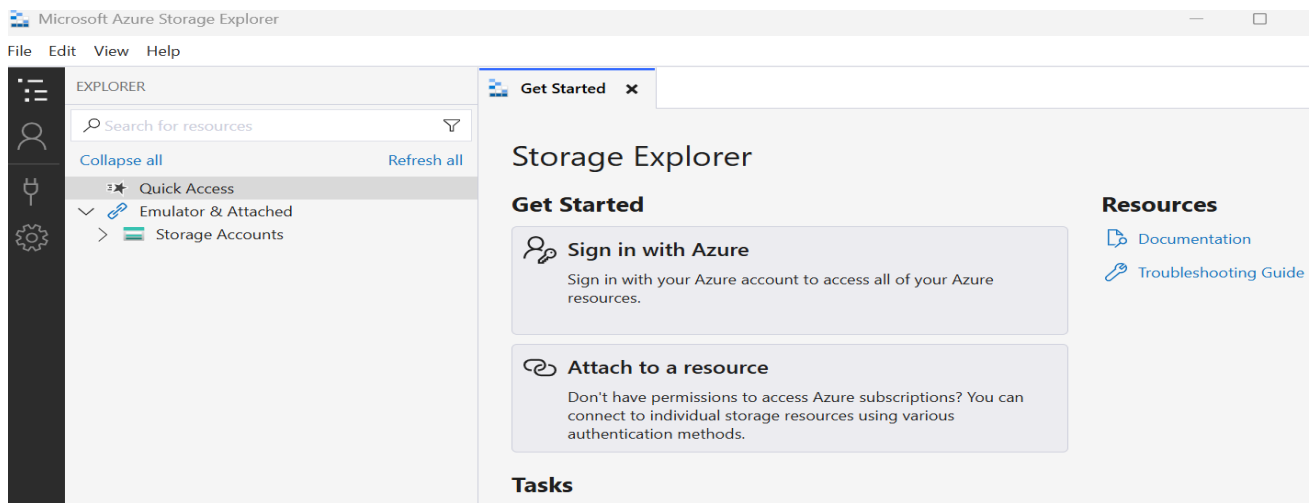 Microsoft Azure Storage Explorer
File Edit View Help
EXPLORER
Search for resources
Collapse all Refresh all
Quick Access
Emulator & Attached
Storage Accounts
Get Started
Storage Explorer
Get Started
Sign in with Azure
Sign in with your Azure account to access all of your Azure
resources.
Attach to a resource
Don't have permissions to access Azure subscriptions? You can
connect to individual storage resources using various
authentication methods.
Tasks
Resources
Documentation
Troubleshooting Guide